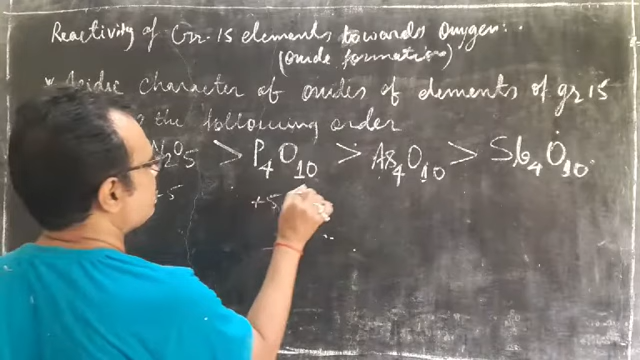 Reactivity of Grr-15 elements towards Oxygen:
(oxide formation)
* Acidic character of oxides of elements of gr 15
the following order
N2O5 > P4O10 > As4O10 > Sb4O10
+5 +5